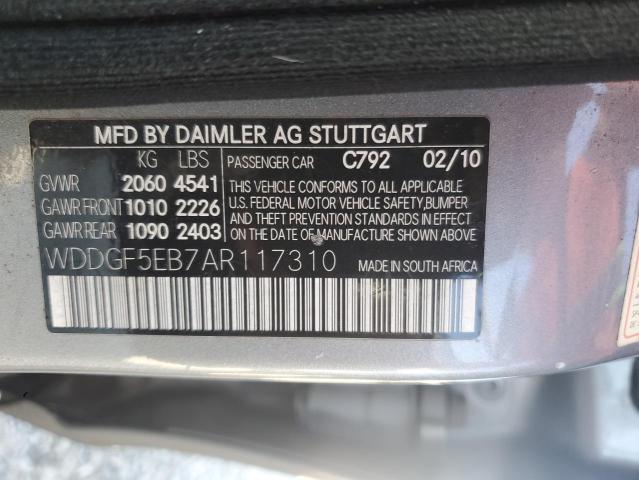 MFD BY DAIMLER AG STUTTGART
KG LBS PASSENGER CAR C792 02/10
GVWR 2060 4541
GAWR FRONT 1010 2226
GAWR REAR 1090 2403
THIS VEHICLE CONFORMS TO ALL APPLICABLE
U.S. FEDERAL MOTOR VEHICLE SAFETY, BUMPER
AND THEFT PREVENTION STANDARDS IN EFFECT
ON THE DATE OF MANUFACTURE SHOWN ABOVE.
WDDGF5EB7AR117310 MADE IN SOUTH AFRICA